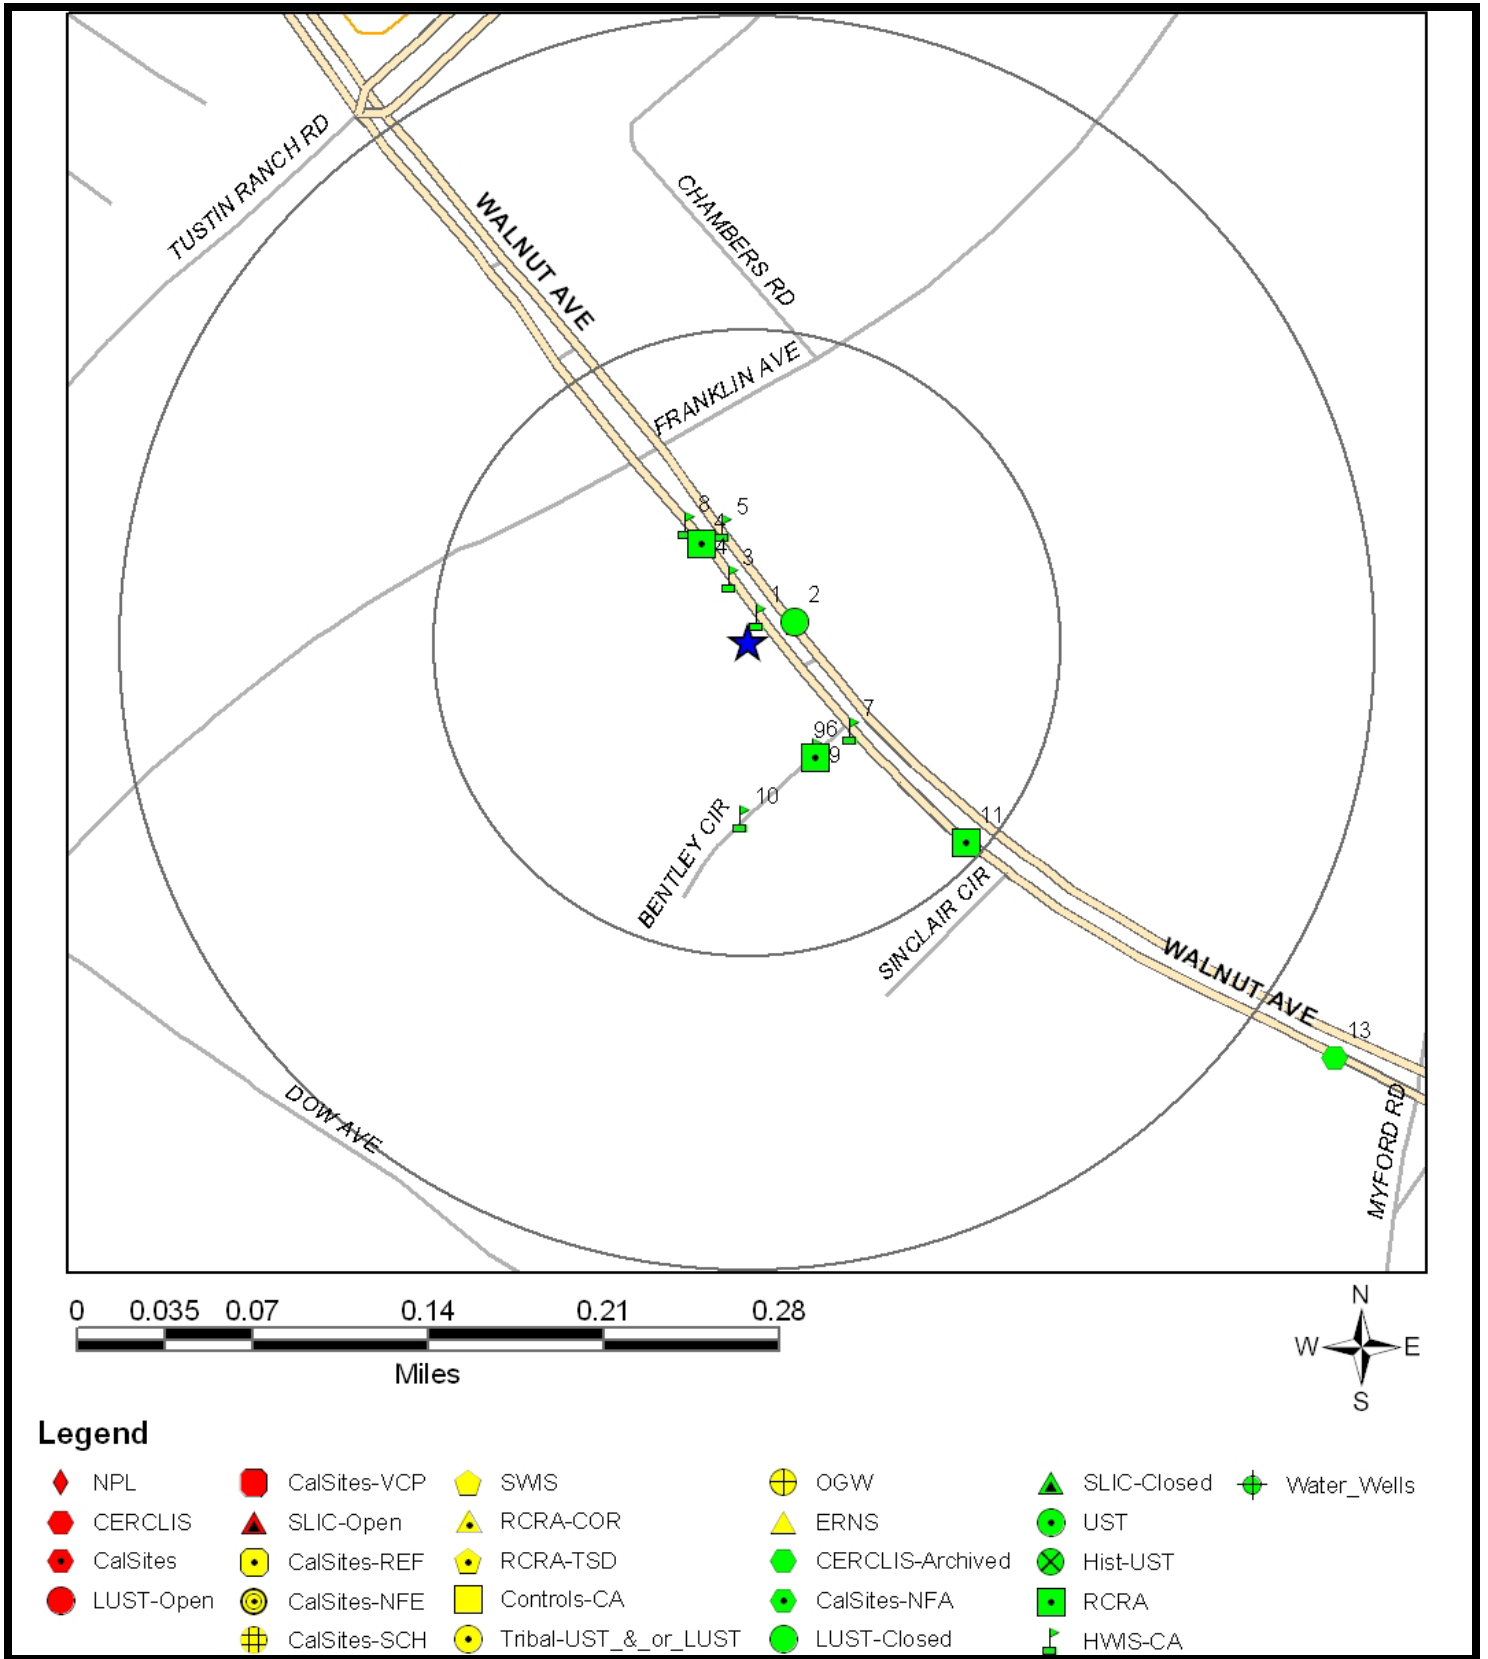 TUSTIN RANCH RD
WALNUT AVE
CHAMBERS RD
FRANKLIN AVE
8
5
4
4
3
1
2
7
96
9
10
BENTLEY CIR
11
SINCLAIR CIR
WALNUT AVE
13
DOW AVE
MYFORD RD
0 0.035 0.07 0.14 0.21 0.28
Miles
N
W E
S
Legend
NPL CalSites-VCP SWIS OGW SLIC-Closed Water_Wells
CERCLIS SLIC-Open RCRA-COR ERNS UST
CalSites CalSites-REF RCRA-TSD CERCLIS-Archived Hist-UST
LUST-Open CalSites-NFE Controls-CA CalSites-NFA RCRA
CalSites-SCH Tribal-UST_&_or_LUST LUST-Closed HWIS-CA